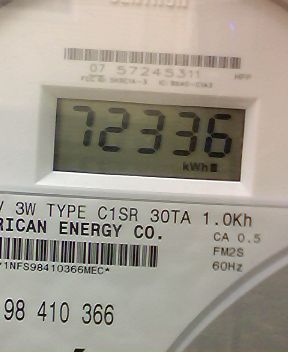 07 57245311
72336
kWh
V 3W TYPE C1SR 30TA 1.0Kh
RICAN ENERGY CO.
CA 0.5
FM2S
60Hz
Y1NFS98410366MEC*
98 410 366